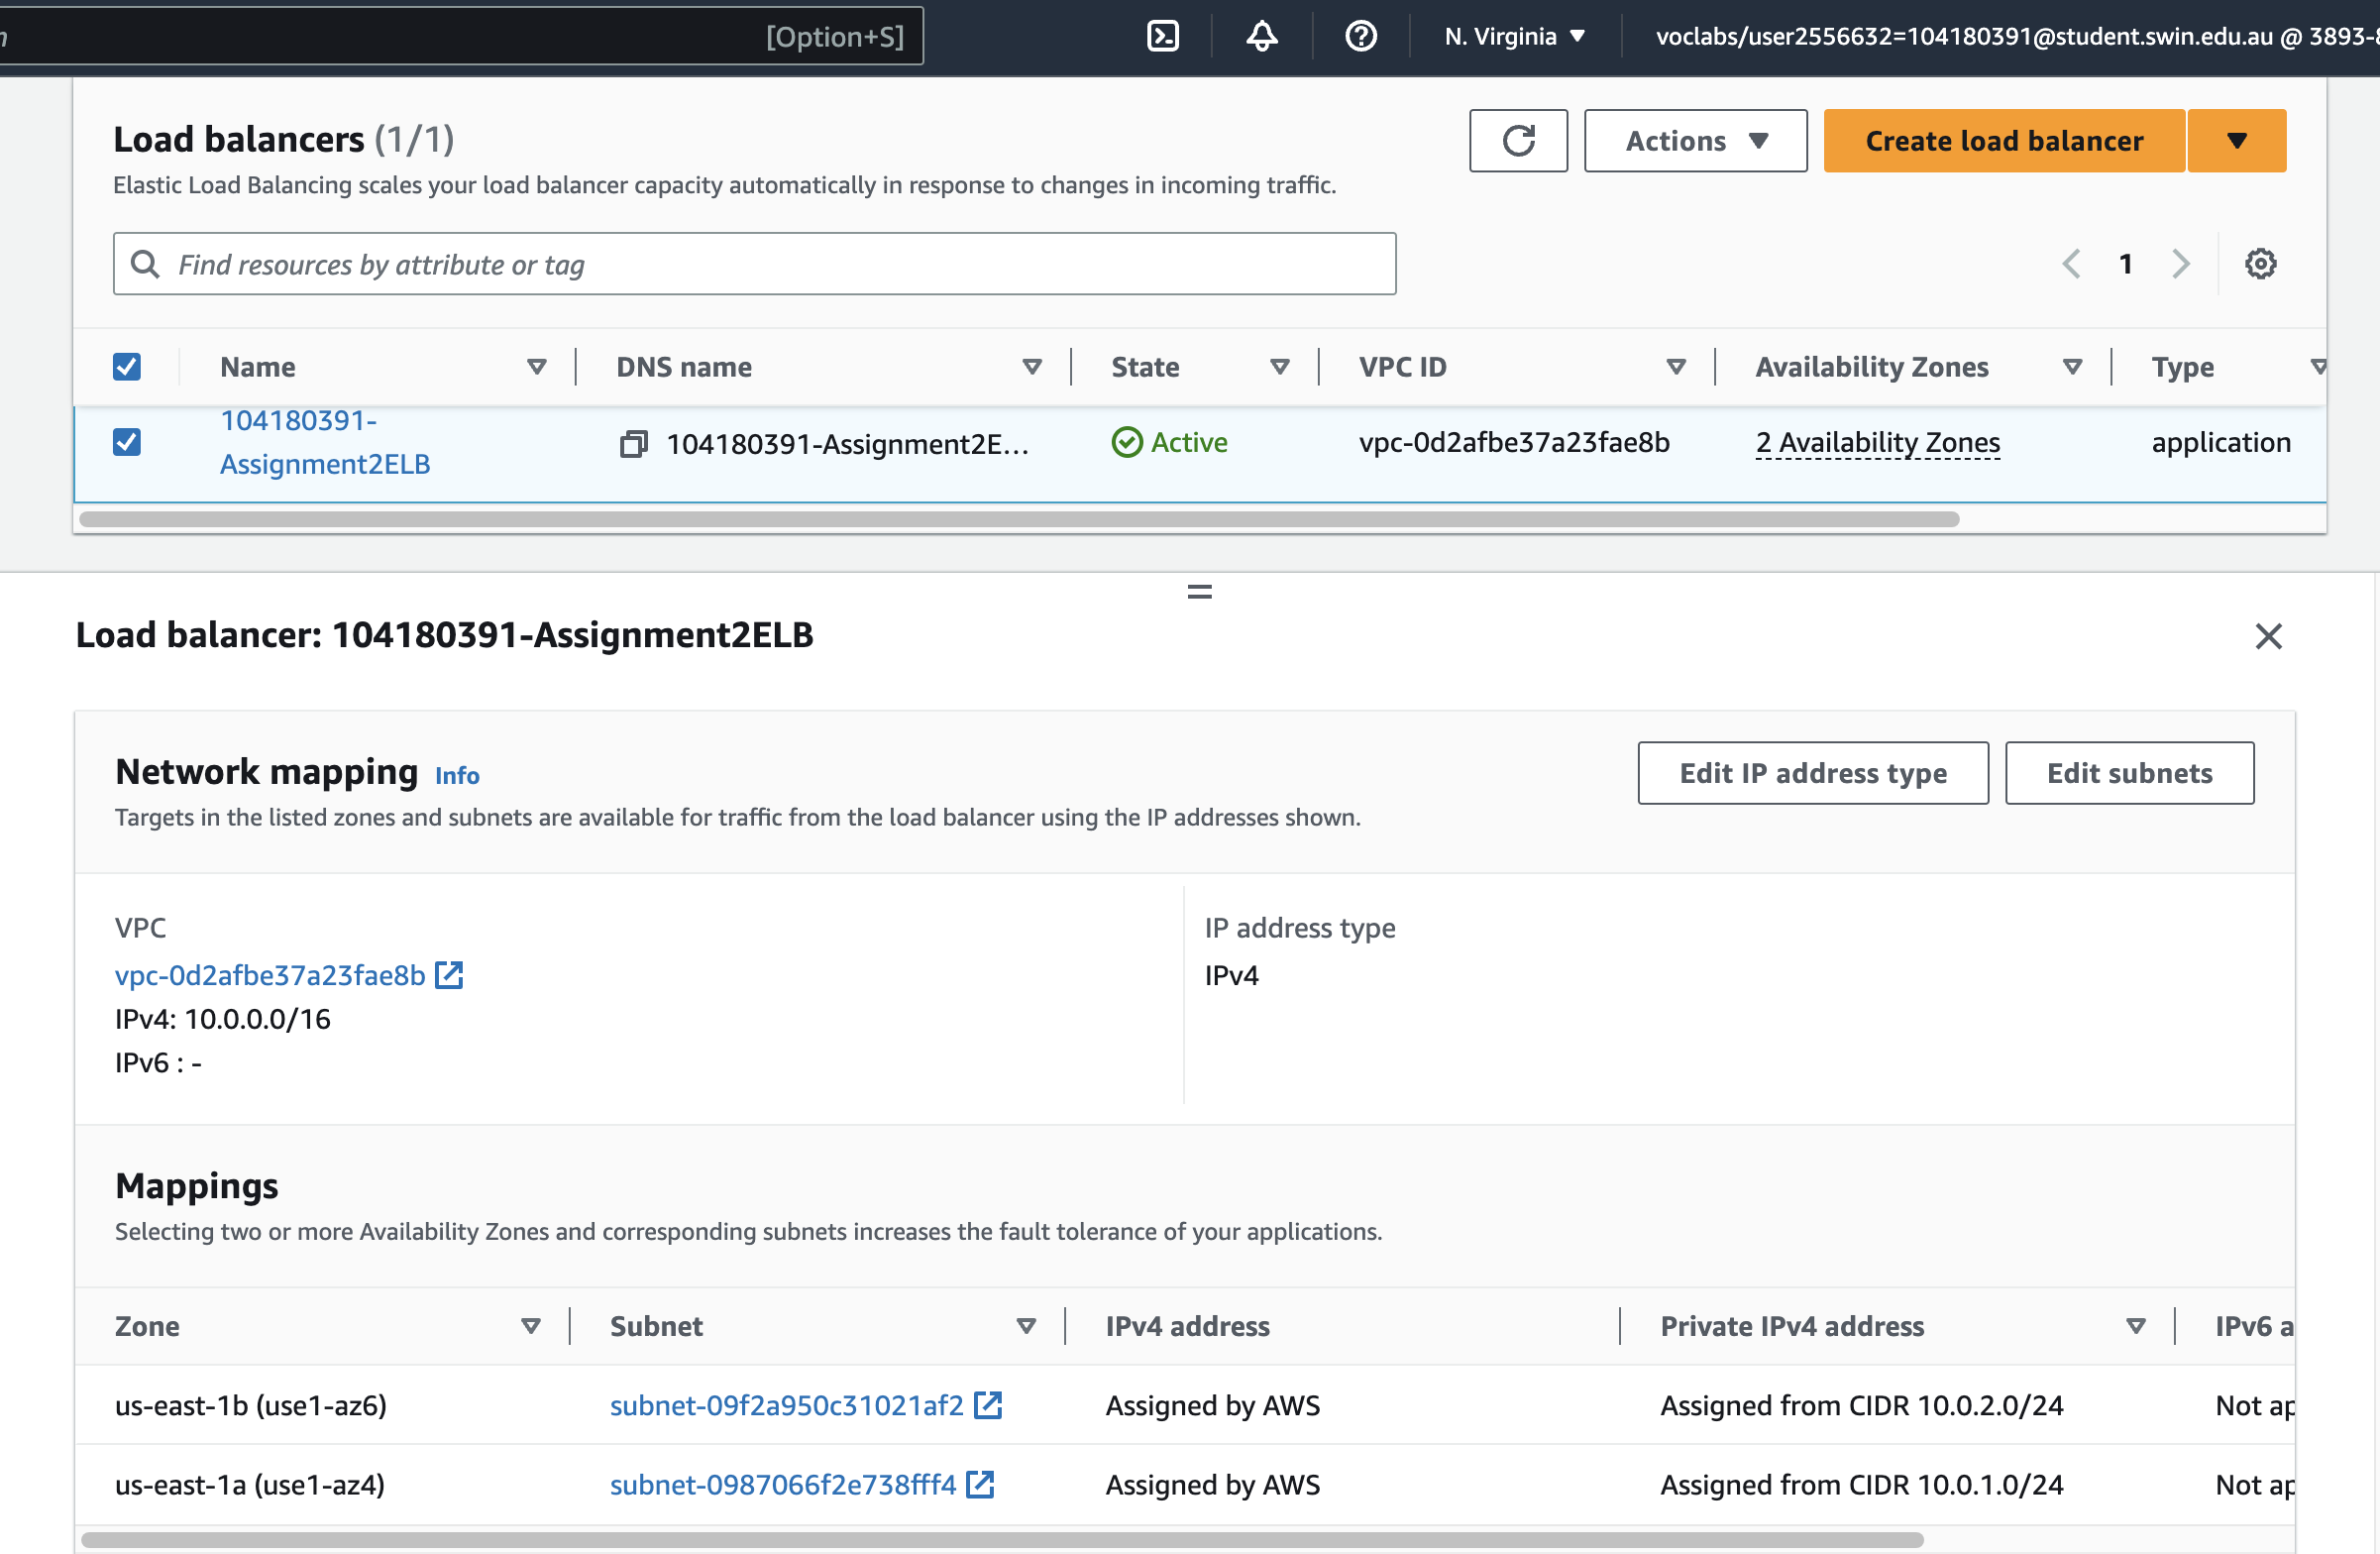 [Option+S]
N. Virginia
voclabs/user2556632=104180391@student.swin.edu.au @ 3893-
Load balancers (1/1)
Actions
Create load balancer
Elastic Load Balancing scales your load balancer capacity automatically in response to changes in incoming traffic.
Find resources by attribute or tag
1
Name
DNS name
State
VPC ID
Availability Zones
Type
104180391-
Assignment2ELB
104180391-Assignment2E...
Active
vpc-0d2afbe37a23fae8b
2 Availability Zones
application
Load balancer: 104180391-Assignment2ELB
Network mapping Info
Edit IP address type
Edit subnets
Targets in the listed zones and subnets are available for traffic from the load balancer using the IP addresses shown.
VPC
vpc-0d2afbe37a23fae8b
IPv4: 10.0.0.0/16
IPv6 : -
IP address type
IPv4
Mappings
Selecting two or more Availability Zones and corresponding subnets increases the fault tolerance of your applications.
Zone
Subnet
IPv4 address
Private IPv4 address
IPv6 a
us-east-1b (use1-az6)
subnet-09f2a950c31021af2
Assigned by AWS
Assigned from CIDR 10.0.2.0/24
Not ap
us-east-1a (use1-az4)
subnet-0987066f2e738fff4
Assigned by AWS
Assigned from CIDR 10.0.1.0/24
Not ap